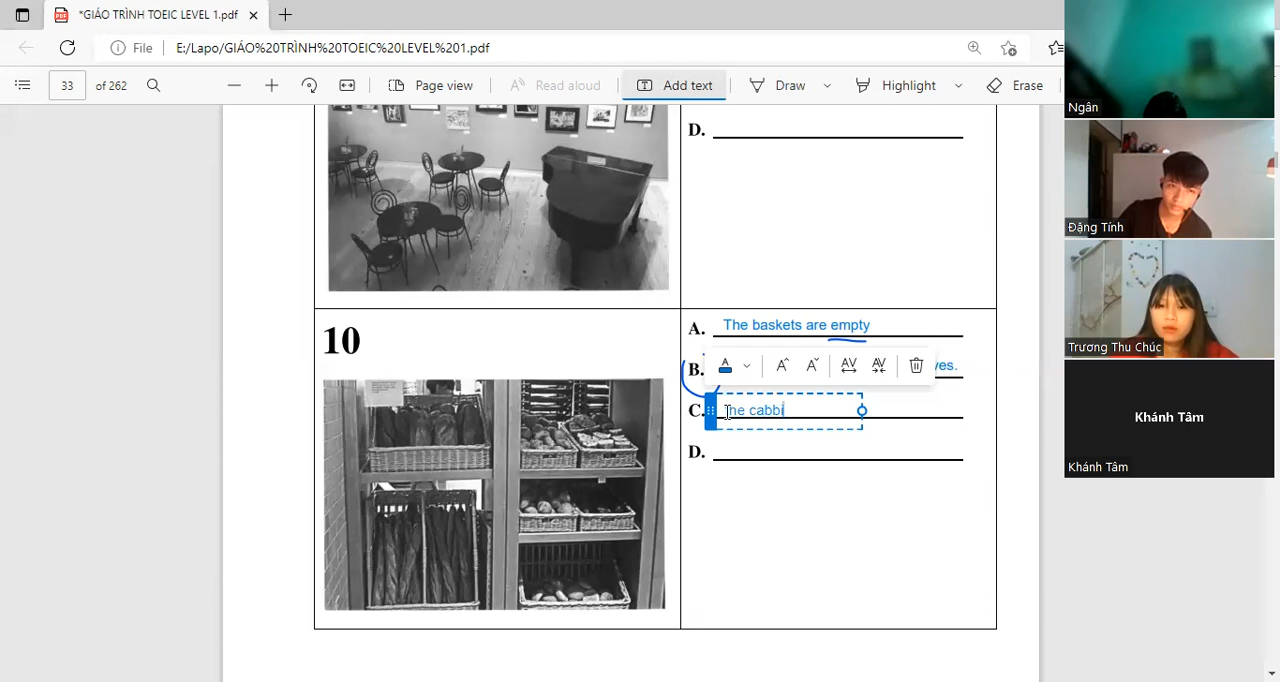 *GIÁO TRÌNH TOEIC LEVEL 1.pdf
File
E:/Lapo/GIÁO%20TRÌNH%20TOEIC%20LEVEL%201.pdf
33 of 262
Page view
Read aloud
Add text
Draw
Highlight
Erase
D.
10
A. The baskets are empty
B. ves.
C. The cabbi
D.
Ngân
Đặng Tính
Trương Thu Chúc
Khánh Tâm
Khánh Tâm